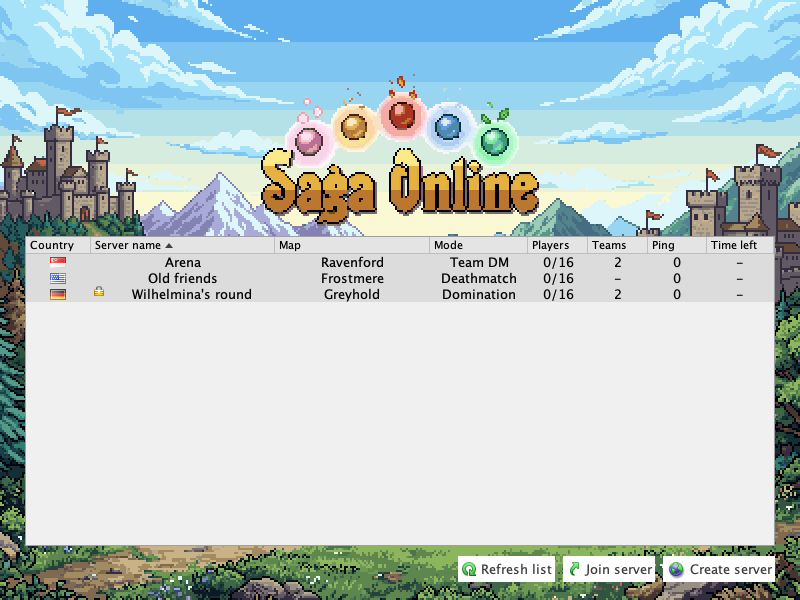 Saga Online
Country Server name Map Mode Players Teams Ping Time left
Arena Ravenford Team DM 0/16 2 0 -
Old friends Frostmere Deathmatch 0/16 - 0 -
Wilhelmina's round Greyhold Domination 0/16 2 0 -
Refresh list Join server Create server